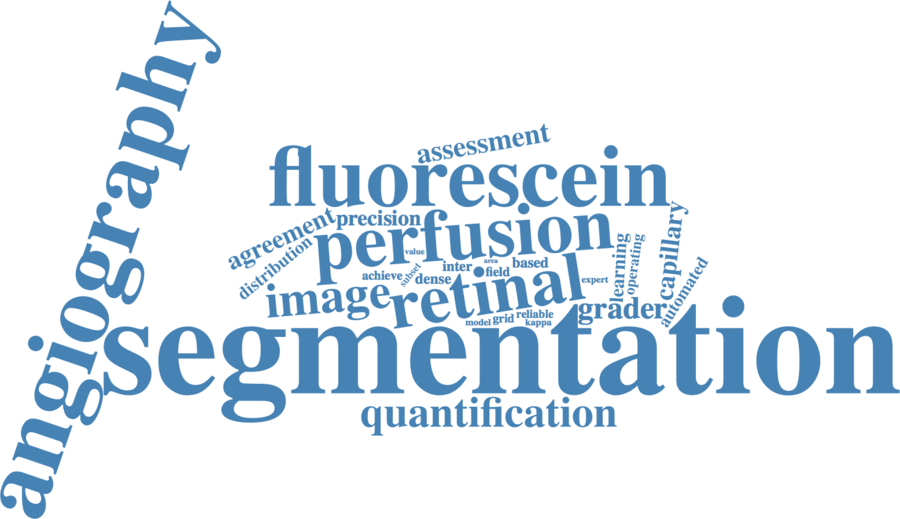 angiography
assessment
fluorescein
agreement
precision
perfusion
capillary
distribution
value
learning
operating
area
inter
based
achieve
subset
dense
field
expert
automated
image
retinal
grader
model
grid
reliable
kappa
segmentation
quantification